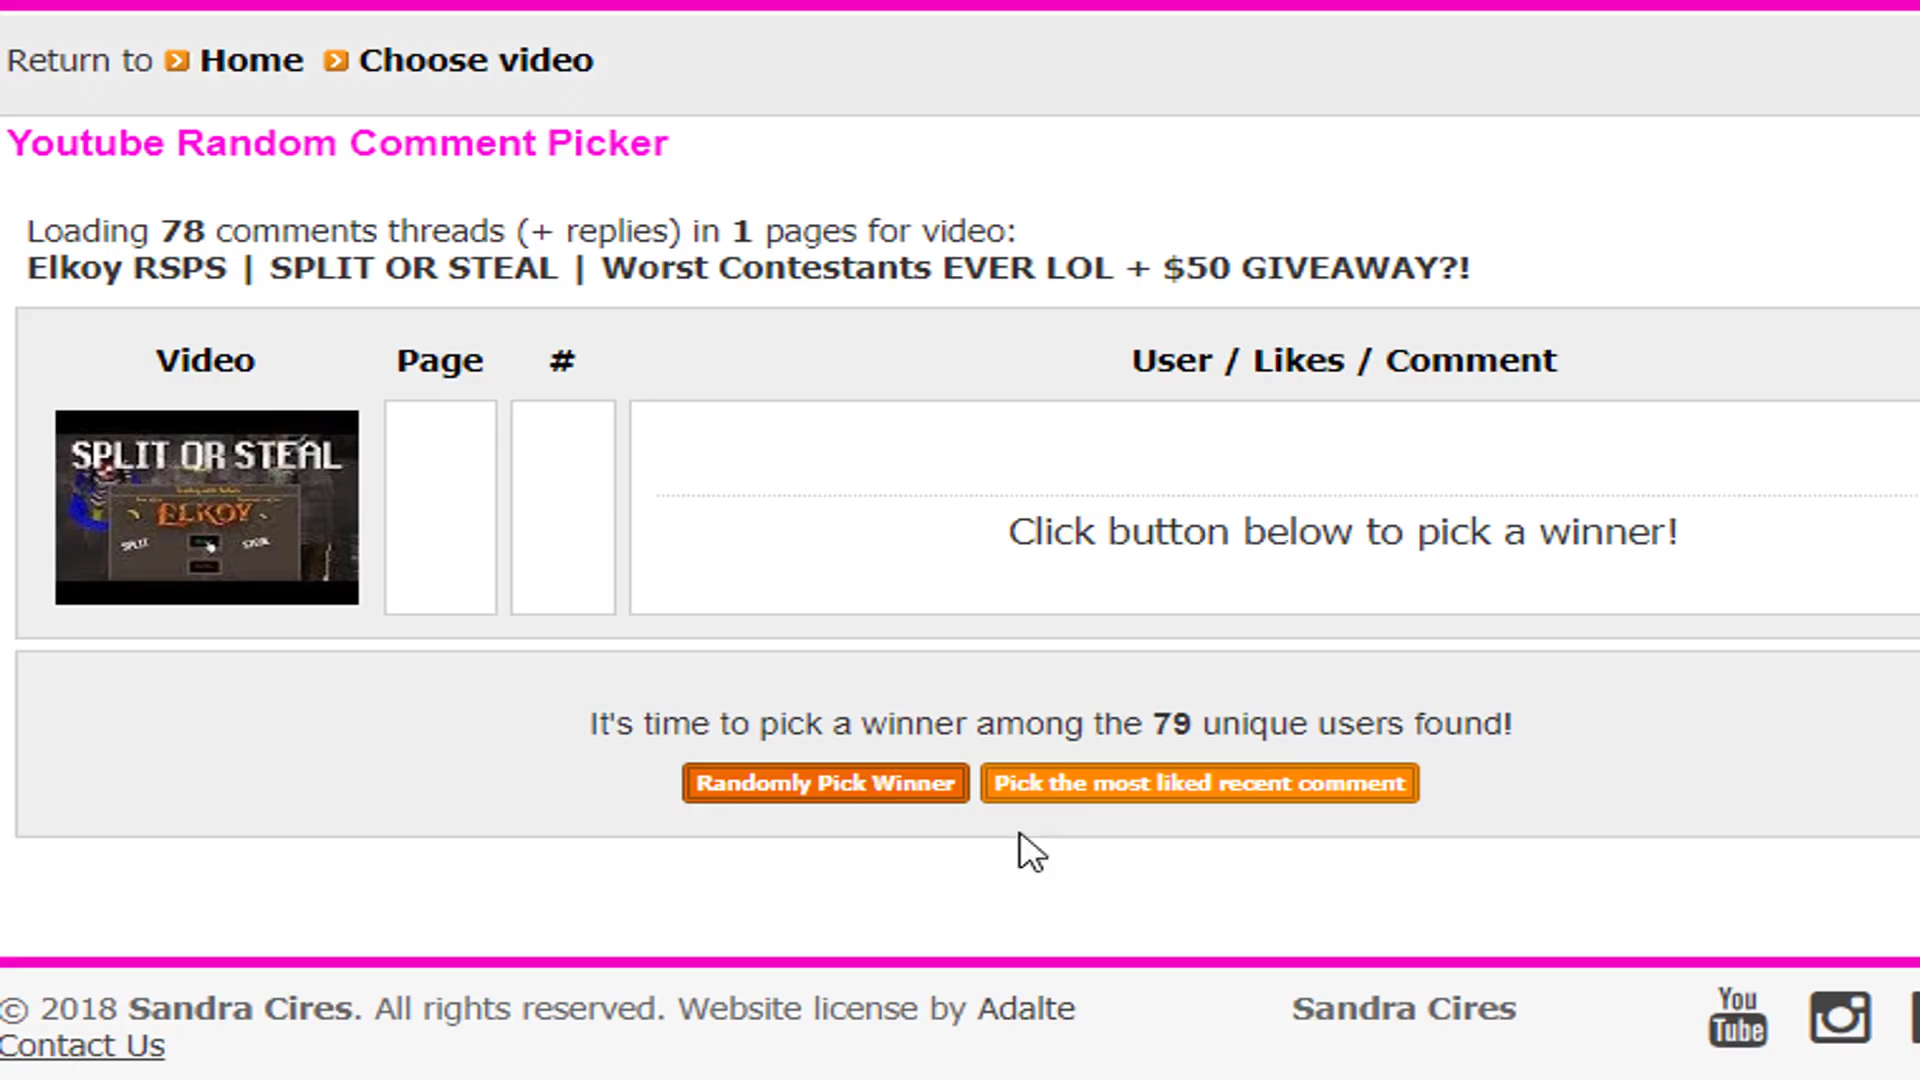 Return to Home Choose video
Youtube Random Comment Picker
Loading 78 comments threads (+ replies) in 1 pages for video:
Elkoy RSPS | SPLIT OR STEAL | Worst Contestants EVER LOL + $50 GIVEAWAY?!
Video Page # User / Likes / Comment
SPLIT OR STEAL
ELKOY
SPLIT STEAL
Click button below to pick a winner!
It's time to pick a winner among the 79 unique users found!
Randomly Pick Winner Pick the most liked recent comment
© 2018 Sandra Cires. All rights reserved. Website license by Adalte
Contact Us
Sandra Cires
You
Tube